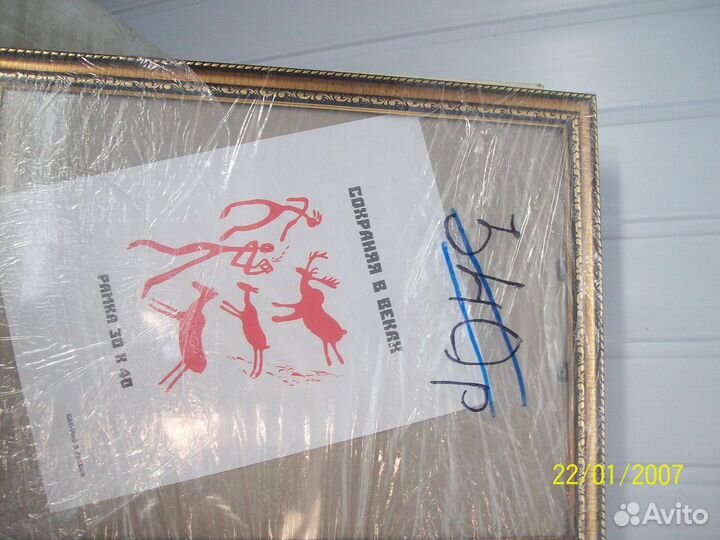 СОХРАНЯЯ В ВЕКАХ
РАМКА 30 Х 40
340р
22/01/2007
Avito